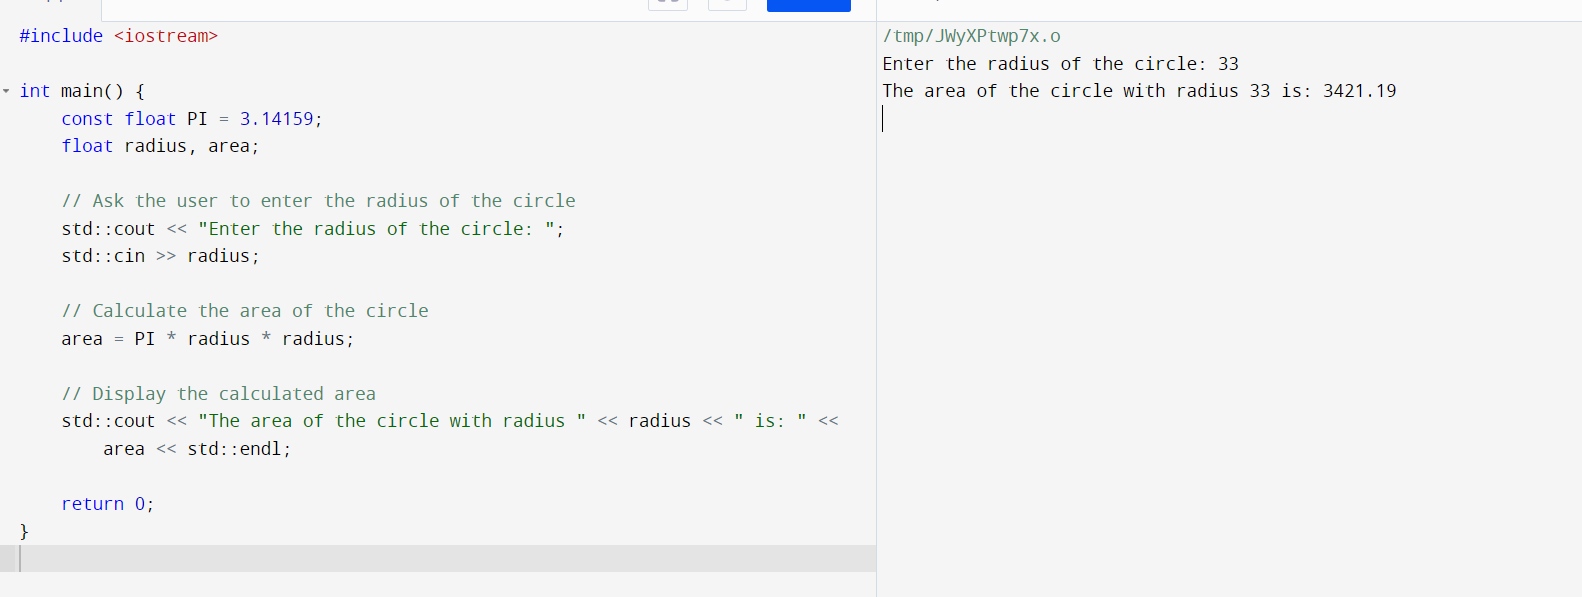 #include <iostream>
int main() {
    const float PI = 3.14159;
    float radius, area;
    // Ask the user to enter the radius of the circle
    std::cout << "Enter the radius of the circle: ";
    std::cin >> radius;
    // Calculate the area of the circle
    area = PI * radius * radius;
    // Display the calculated area
    std::cout << "The area of the circle with radius " << radius << " is: " <<
        area << std::endl;
    return 0;
}
/tmp/JWyXPtwp7x.o
Enter the radius of the circle: 33
The area of the circle with radius 33 is: 3421.19